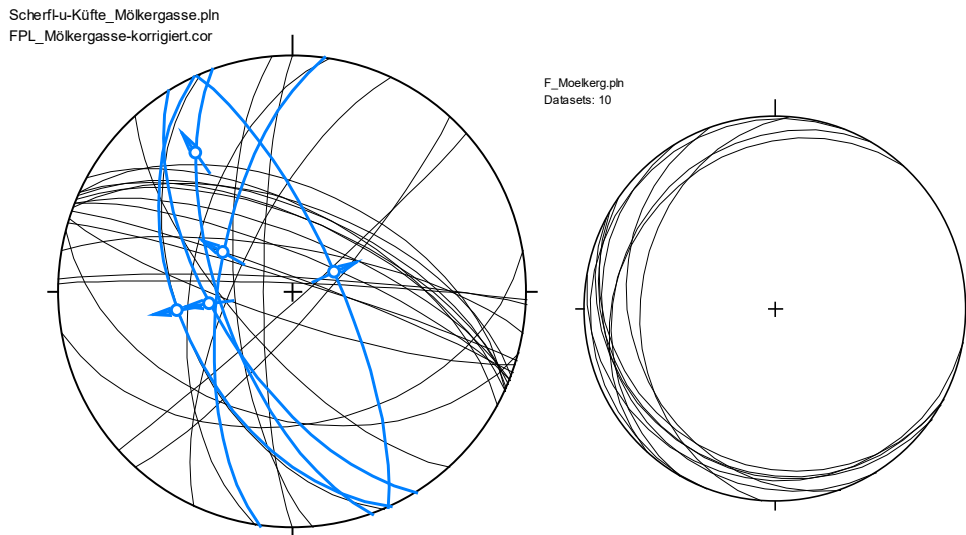 Scherfl-u-Küfte_Mölkergasse.pln
FPL_Mölkergasse-korrigiert.cor
F_Moelkerg.pln
Datasets: 10